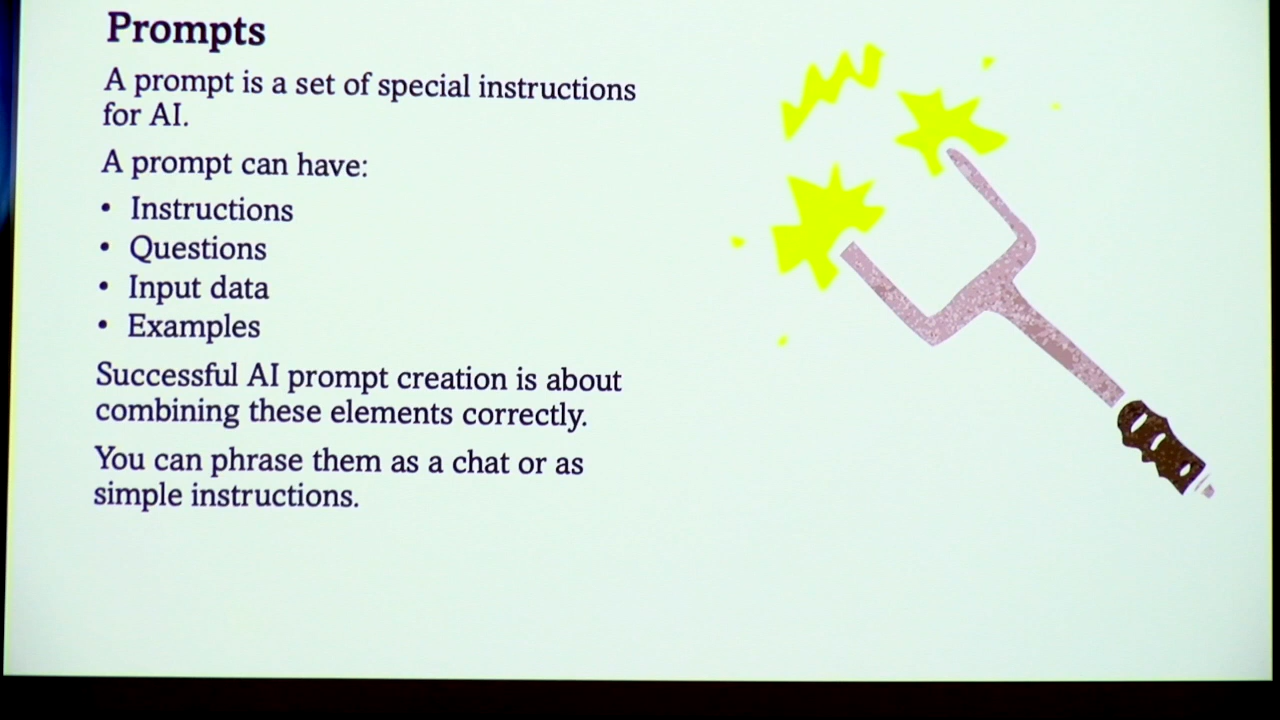 Prompts
A prompt is a set of special instructions
for AI.
A prompt can have:
• Instructions
• Questions
• Input data
• Examples
Successful AI prompt creation is about
combining these elements correctly.
You can phrase them as a chat or as
simple instructions.